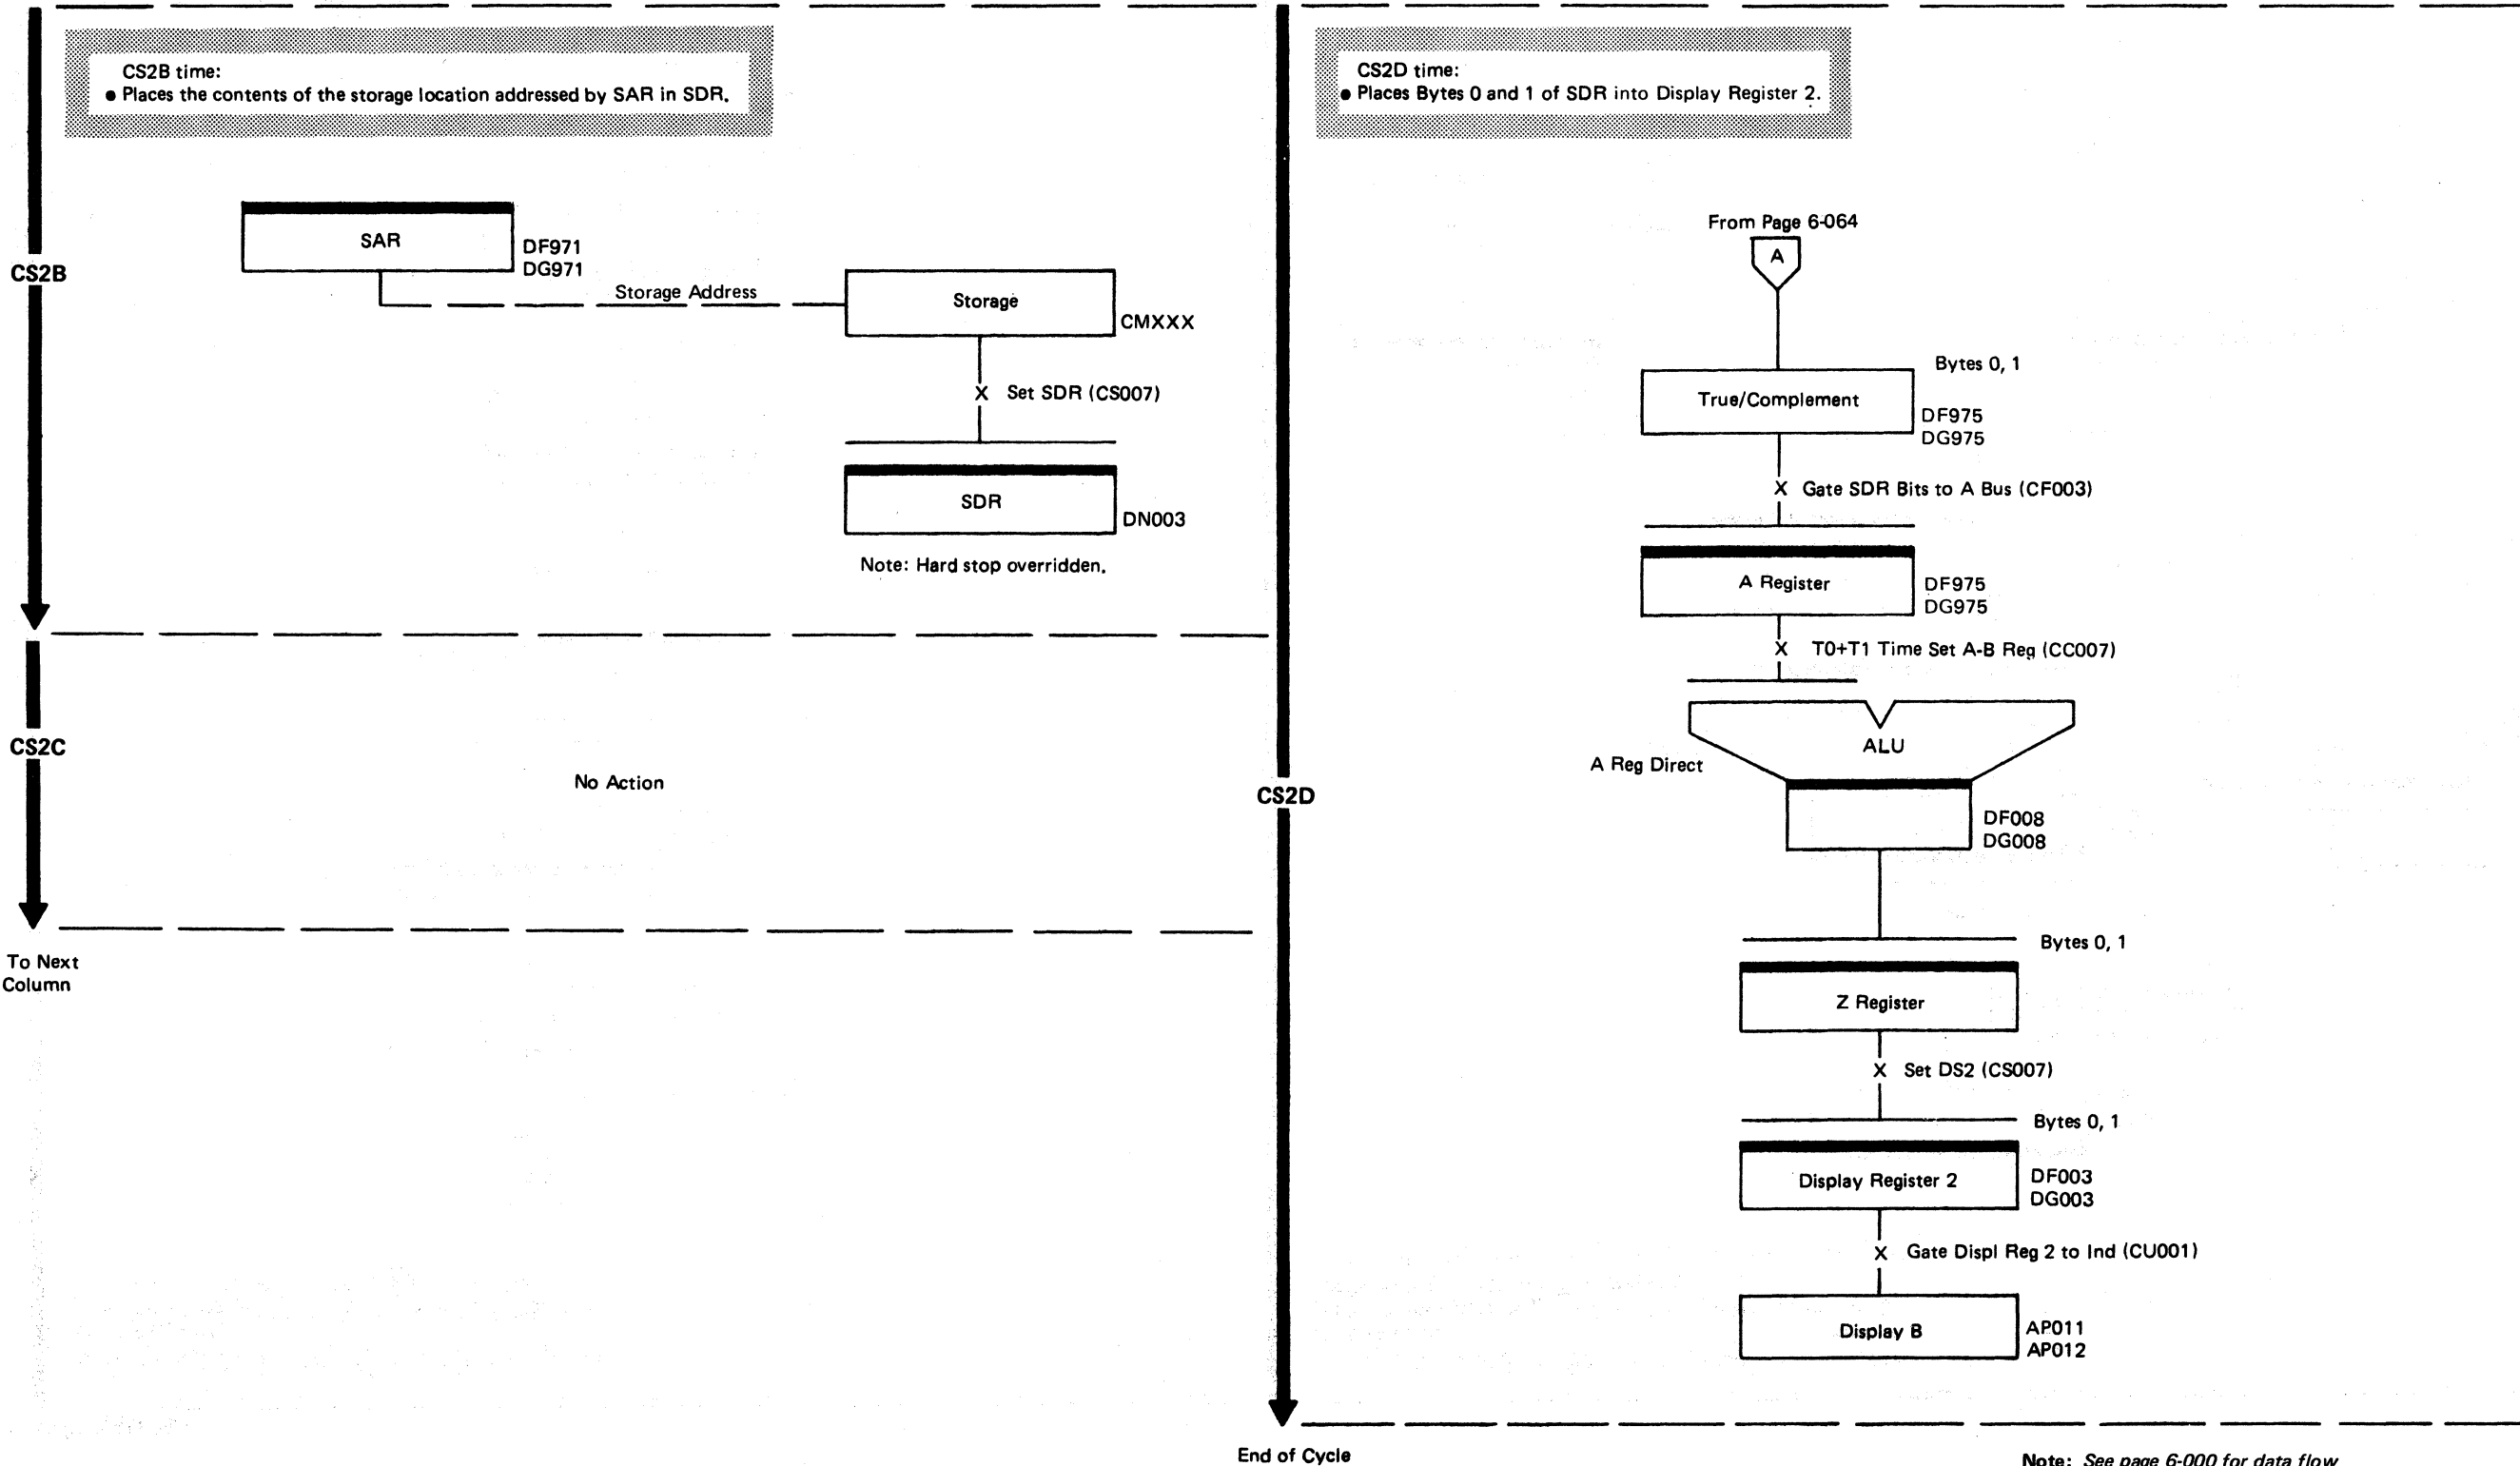 CS2B time:
● Places the contents of the storage location addressed by SAR in SDR.
CS2B
SAR
DF971
DG971
Storage Address
Storage
CMXXX
X Set SDR (CS007)
SDR
DN003
Note: Hard stop overridden.
CS2C
No Action
To Next
Column
CS2D time:
● Places Bytes 0 and 1 of SDR into Display Register 2.
CS2D
From Page 6-064
A
Bytes 0, 1
True/Complement
DF975
DG975
X Gate SDR Bits to A Bus (CF003)
A Register
DF975
DG975
X T0+T1 Time Set A-B Reg (CC007)
ALU
A Reg Direct
DF008
DG008
Bytes 0, 1
Z Register
X Set DS2 (CS007)
Bytes 0, 1
Display Register 2
DF003
DG003
X Gate Displ Reg 2 to Ind (CU001)
Display B
AP011
AP012
End of Cycle
Note: See page 6-000 for data flow